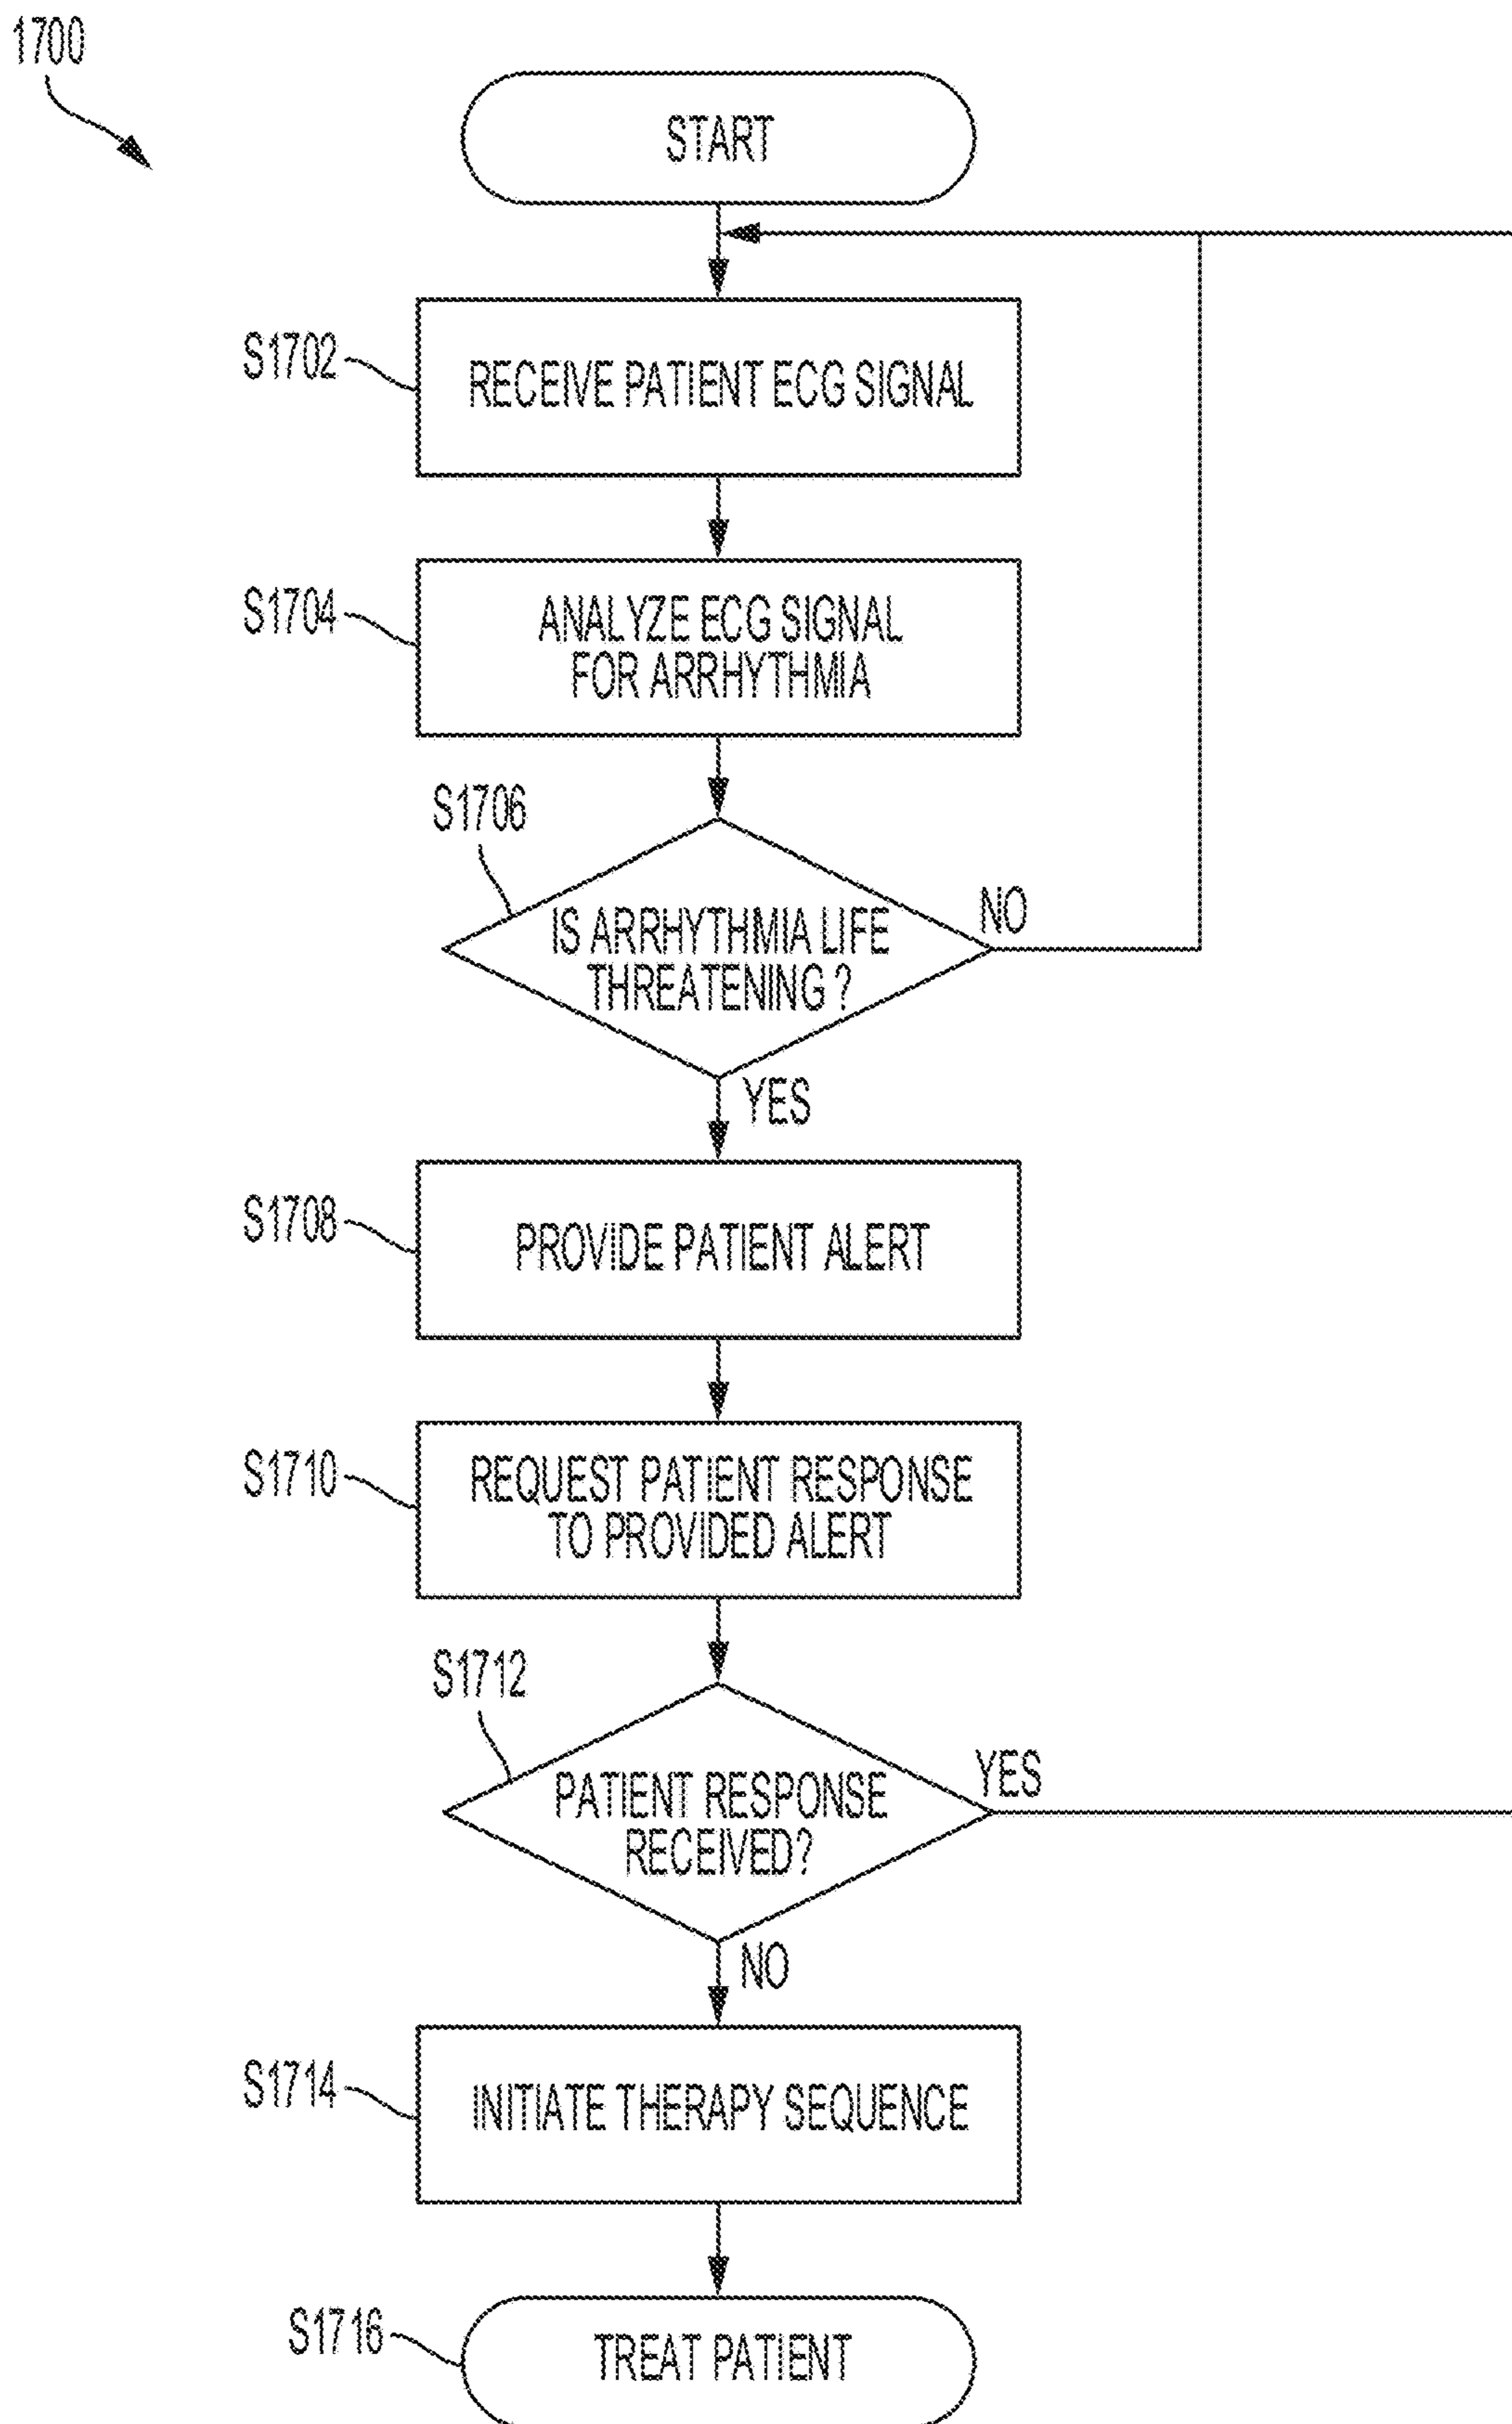 1700
START
S1702
RECEIVE PATIENT ECG SIGNAL
S1704
ANALYZE ECG SIGNAL
FOR ARRHYTHMIA
S1706
IS ARRHYTHMIA LIFE
THREATENING?
NO
YES
S1708
PROVIDE PATIENT ALERT
S1710
REQUEST PATIENT RESPONSE
TO PROVIDED ALERT
S1712
PATIENT RESPONSE
RECEIVED?
YES
NO
S1714
INITIATE THERAPY SEQUENCE
S1716
TREAT PATIENT